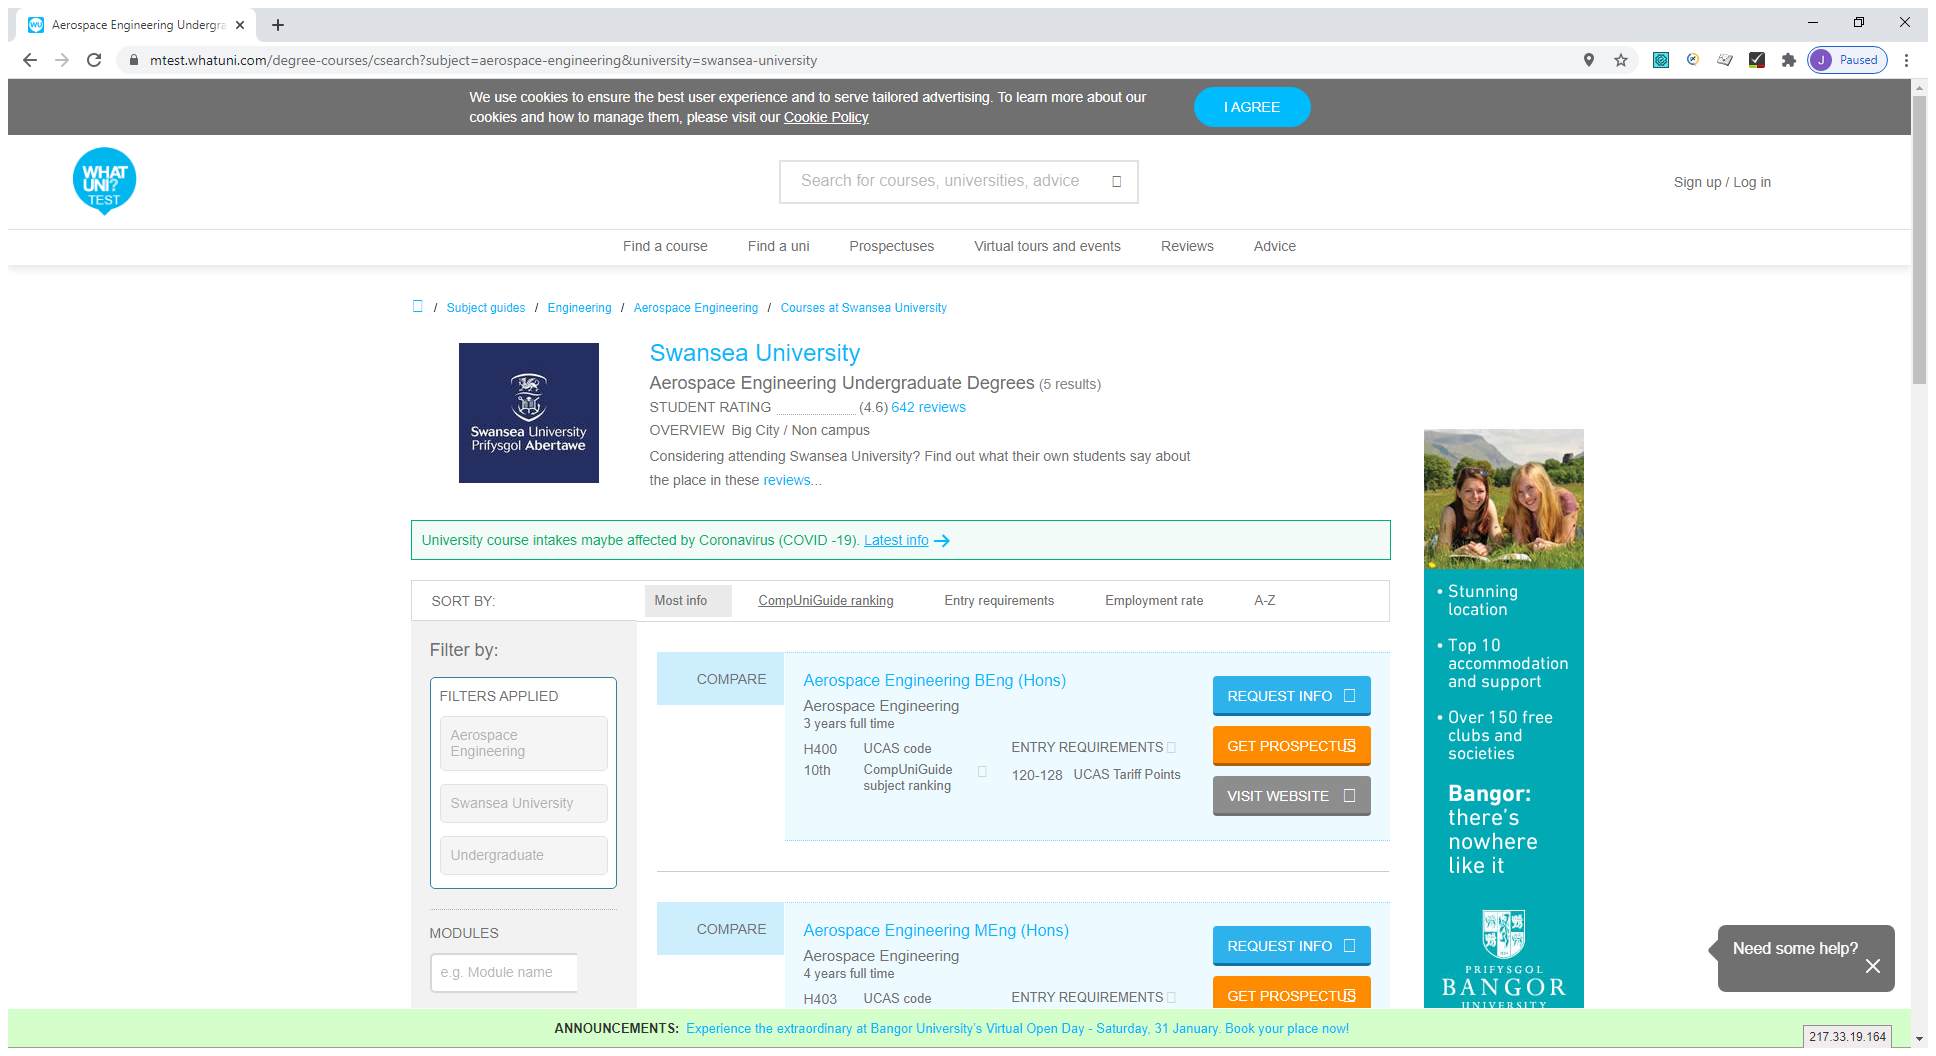 Aerospace Engineering Undergra
mtest.whatuni.com/degree-courses/csearch?subject=aerospace-engineering&university=swansea-university
J Paused
We use cookies to ensure the best user experience and to serve tailored advertising. To learn more about our
cookies and how to manage them, please visit our Cookie Policy
I AGREE
WHAT
UNI?
TEST
Search for courses, universities, advice
Sign up / Log in
Find a course Find a uni Prospectuses Virtual tours and events Reviews Advice
/ Subject guides / Engineering / Aerospace Engineering / Courses at Swansea University
Swansea University
Prifysgol Abertawe
Swansea University
Aerospace Engineering Undergraduate Degrees (5 results)
STUDENT RATING (4.6) 642 reviews
OVERVIEW Big City / Non campus
Considering attending Swansea University? Find out what their own students say about
the place in these reviews...
University course intakes maybe affected by Coronavirus (COVID -19). Latest info
SORT BY: Most info CompUniGuide ranking Entry requirements Employment rate A-Z
Filter by:
FILTERS APPLIED
Aerospace
Engineering
Swansea University
Undergraduate
MODULES
e.g. Module name
COMPARE
Aerospace Engineering BEng (Hons)
Aerospace Engineering
3 years full time
H400 UCAS code
10th CompUniGuide
subject ranking
ENTRY REQUIREMENTS
120-128 UCAS Tariff Points
REQUEST INFO
GET PROSPECTUS
VISIT WEBSITE
COMPARE
Aerospace Engineering MEng (Hons)
Aerospace Engineering
4 years full time
H403 UCAS code
ENTRY REQUIREMENTS
REQUEST INFO
GET PROSPECTUS
• Stunning
location
• Top 10
accommodation
and support
• Over 150 free
clubs and
societies
Bangor:
there's
nowhere
like it
PRIFYSGOL
BANGOR
UNIVERSITY
Need some help?
ANNOUNCEMENTS: Experience the extraordinary at Bangor University's Virtual Open Day - Saturday, 31 January. Book your place now!
217.33.19.164